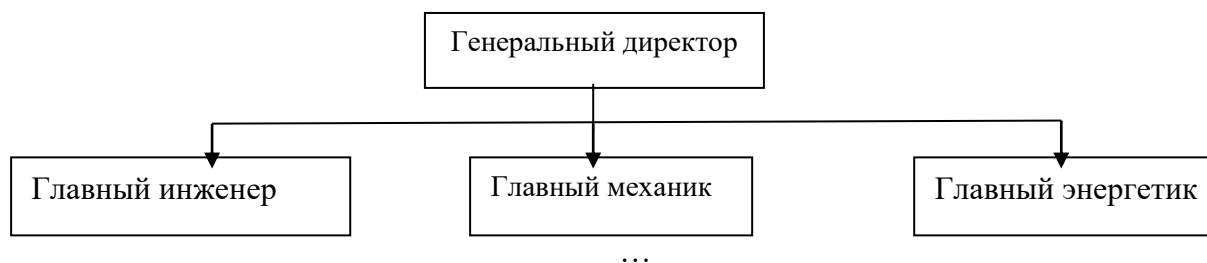 Генеральный директор
Главный инженер
Главный механик
Главный энергетик
…